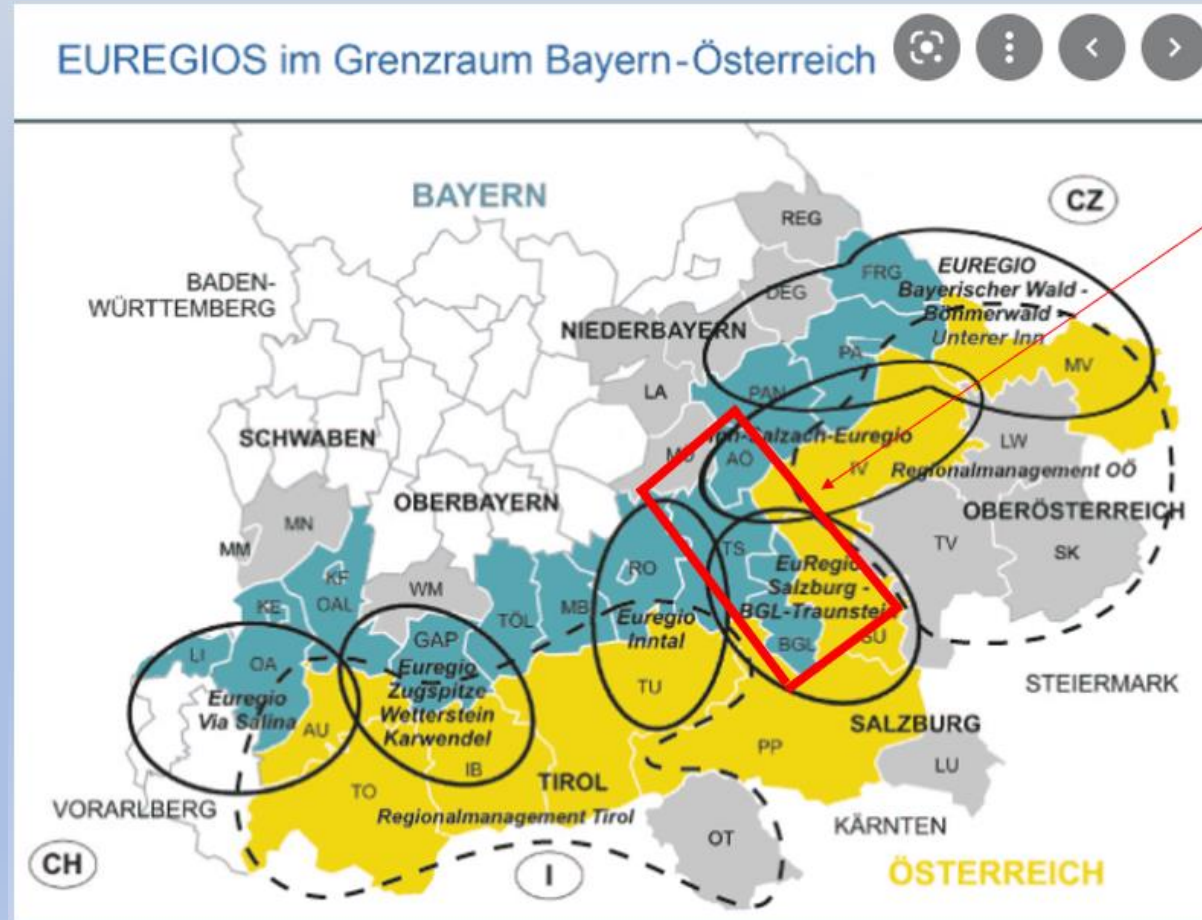 EUREGIOS im Grenzraum Bayern-Österreich
BAYERN
CZ
REG
BADEN-
WÜRTTEMBERG
FRG
EUREGIO
Bayerischer Wald -
Böhmerwald -
Unterer Inn
DEG
NIEDERBAYERN
PA
MV
LA
PAN
SCHWABEN
MÜ
Inn-Salzach-Euregio
AÖ
IV
LW
Regionalmanagement OÖ
OBERBAYERN
OBERÖSTERREICH
MN
MM
KF
OAL
WM
RO
TS
TV
SK
EuRegio
Salzburg -
BGL-Traunstein
KE
TÖL
MB
GAP
Euregio
Inntal
BGL
SU
LI
OA
Euregio
Via Salina
Euregio
Zugspitze
Wetterstein
Karwendel
TU
STEIERMARK
AU
SALZBURG
PP
IB
TIROL
LU
TO
VORARLBERG
Regionalmanagement Tirol
OT
KÄRNTEN
CH
I
ÖSTERREICH